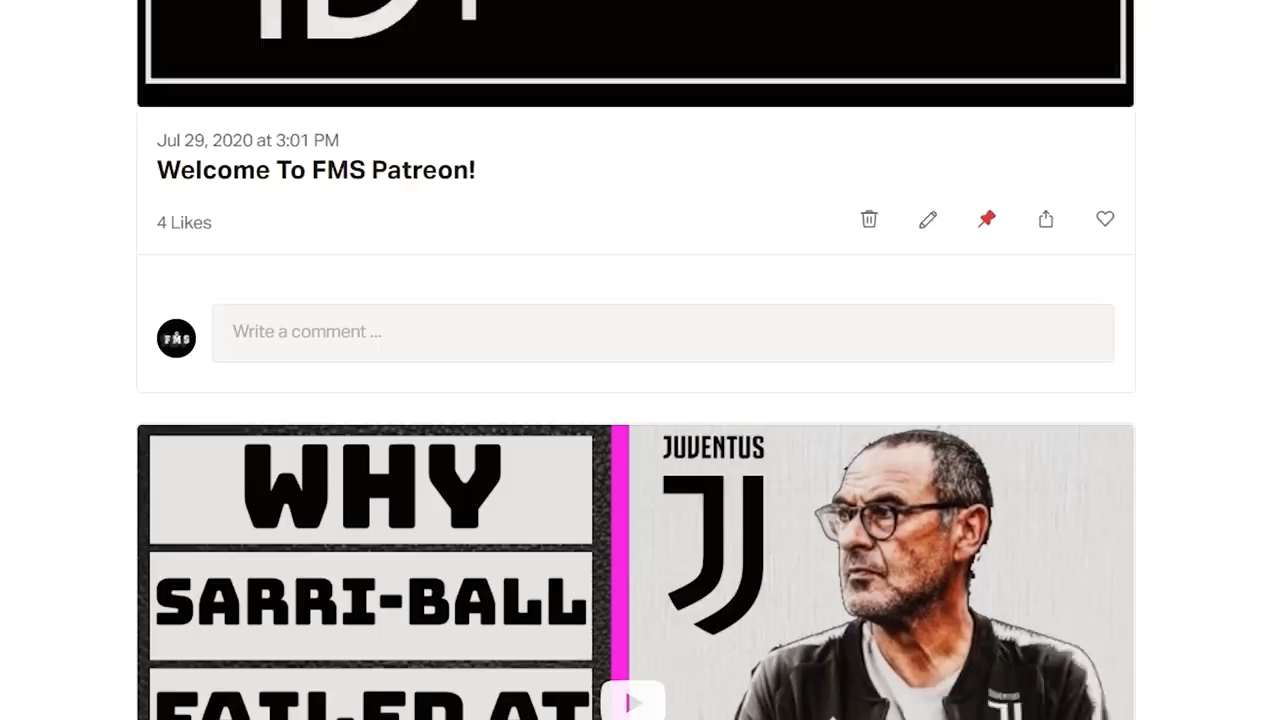 Jul 29, 2020 at 3:01 PM
Welcome To FMS Patreon!
4 Likes
FMS
Write a comment ...
WHY
SARRI-BALL
FAILED AT
JUVENTUS